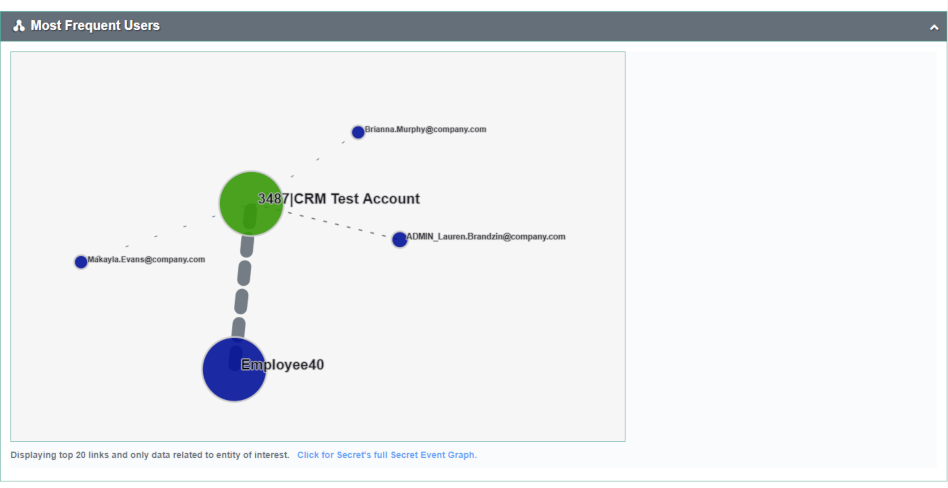 Most Frequent Users
Brianna.Murphy@company.com
3487|CRM Test Account
ADMIN_Lauren.Brandzin@company.com
Makayla.Evans@company.com
Employee40
Displaying top 20 links and only data related to entity of interest. Click for Secret's full Secret Event Graph.